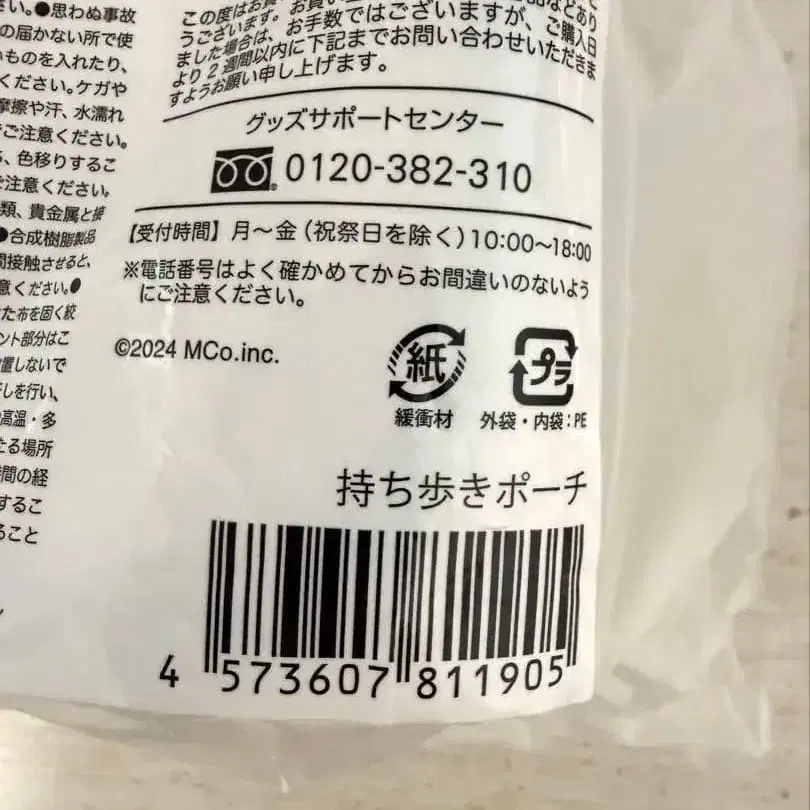 い。●思わぬ事故
の届かない所で使
いものを入れたり、
ください。ケガや
摩擦や汗、水濡れ
ご注意ください。
、色移りするこ
ご注意ください。
類、貴金属と接
●合成樹脂製品
間接触させると、
意ください。●
た布を固く絞
ント部分はこ
置しないで
しを行い、
高温・多
たる場所
時間の経
するこ
ること
この度はお買
うございます。お買い上
ました場合は、お手数ではございますが、ご購入日
より2週間以内に下記までお問い合わせいただきま
すようお願い申し上げます。
グッズサポートセンター
0120-382-310
【受付時間】月〜金（祝祭日を除く）10:00〜18:00
※電話番号はよく確かめてからお間違いのないよう
にご注意ください。
©2024 MCo.inc.
紙
緩衝材
プラ
外袋・内袋：PE
持ち歩きポーチ
4 573607 811905